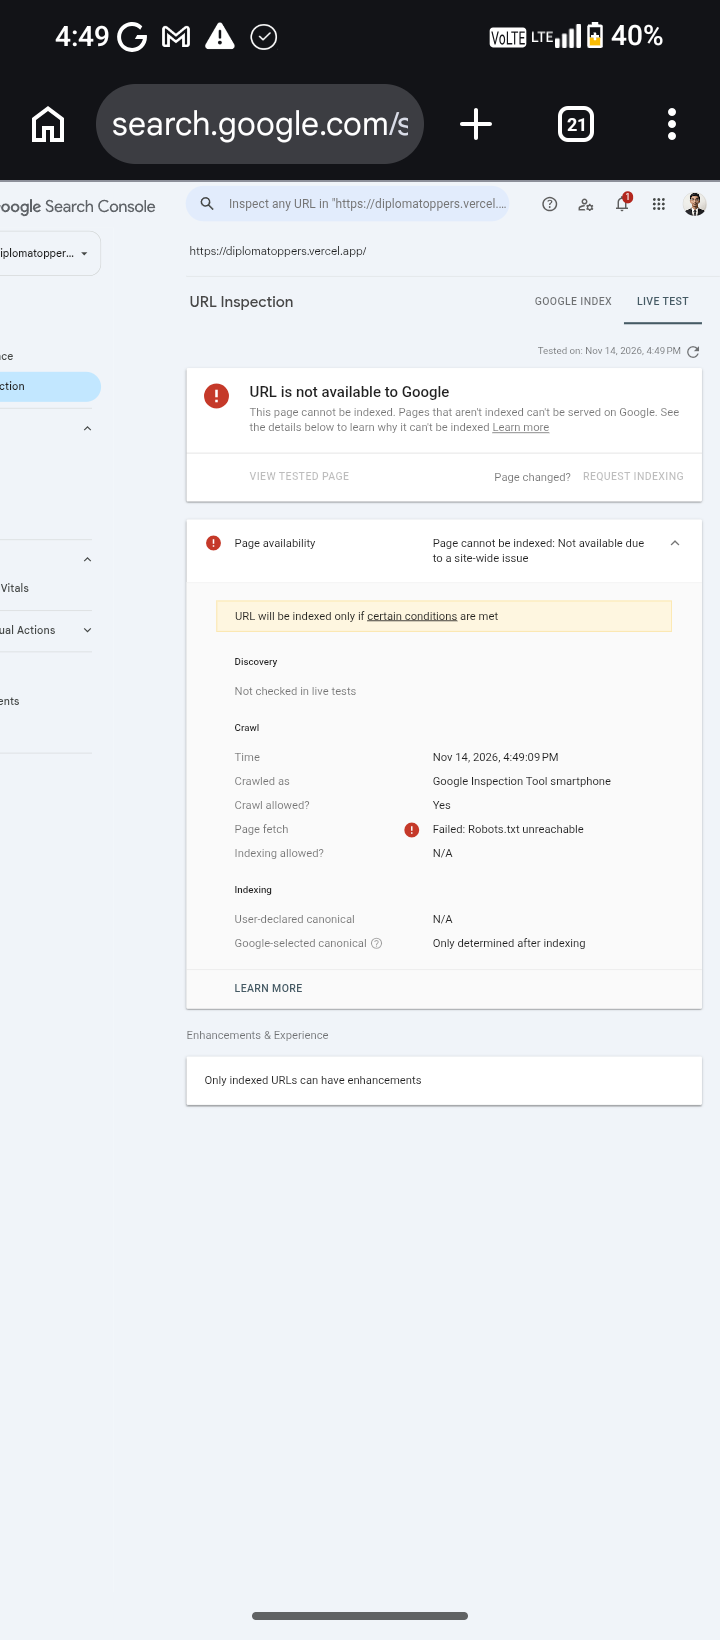 4:49
VoLTE LTE 40%
search.google.com/s
21
oogle Search Console
Inspect any URL in "https://diplomatoppers.vercel....
1
iplomatopper...
https://diplomatoppers.vercel.app/
URL Inspection
GOOGLE INDEX
LIVE TEST
Tested on: Nov 14, 2026, 4:49 PM
nce
ction
URL is not available to Google
This page cannot be indexed. Pages that aren't indexed can't be served on Google. See
the details below to learn why it can't be indexed Learn more
VIEW TESTED PAGE
Page changed?
REQUEST INDEXING
Page availability
Page cannot be indexed: Not available due
to a site-wide issue
Vitals
URL will be indexed only if certain conditions are met
ual Actions
Discovery
Not checked in live tests
ents
Crawl
Time
Nov 14, 2026, 4:49:09 PM
Crawled as
Google Inspection Tool smartphone
Crawl allowed?
Yes
Page fetch
Failed: Robots.txt unreachable
Indexing allowed?
N/A
Indexing
User-declared canonical
N/A
Google-selected canonical
Only determined after indexing
LEARN MORE
Enhancements & Experience
Only indexed URLs can have enhancements